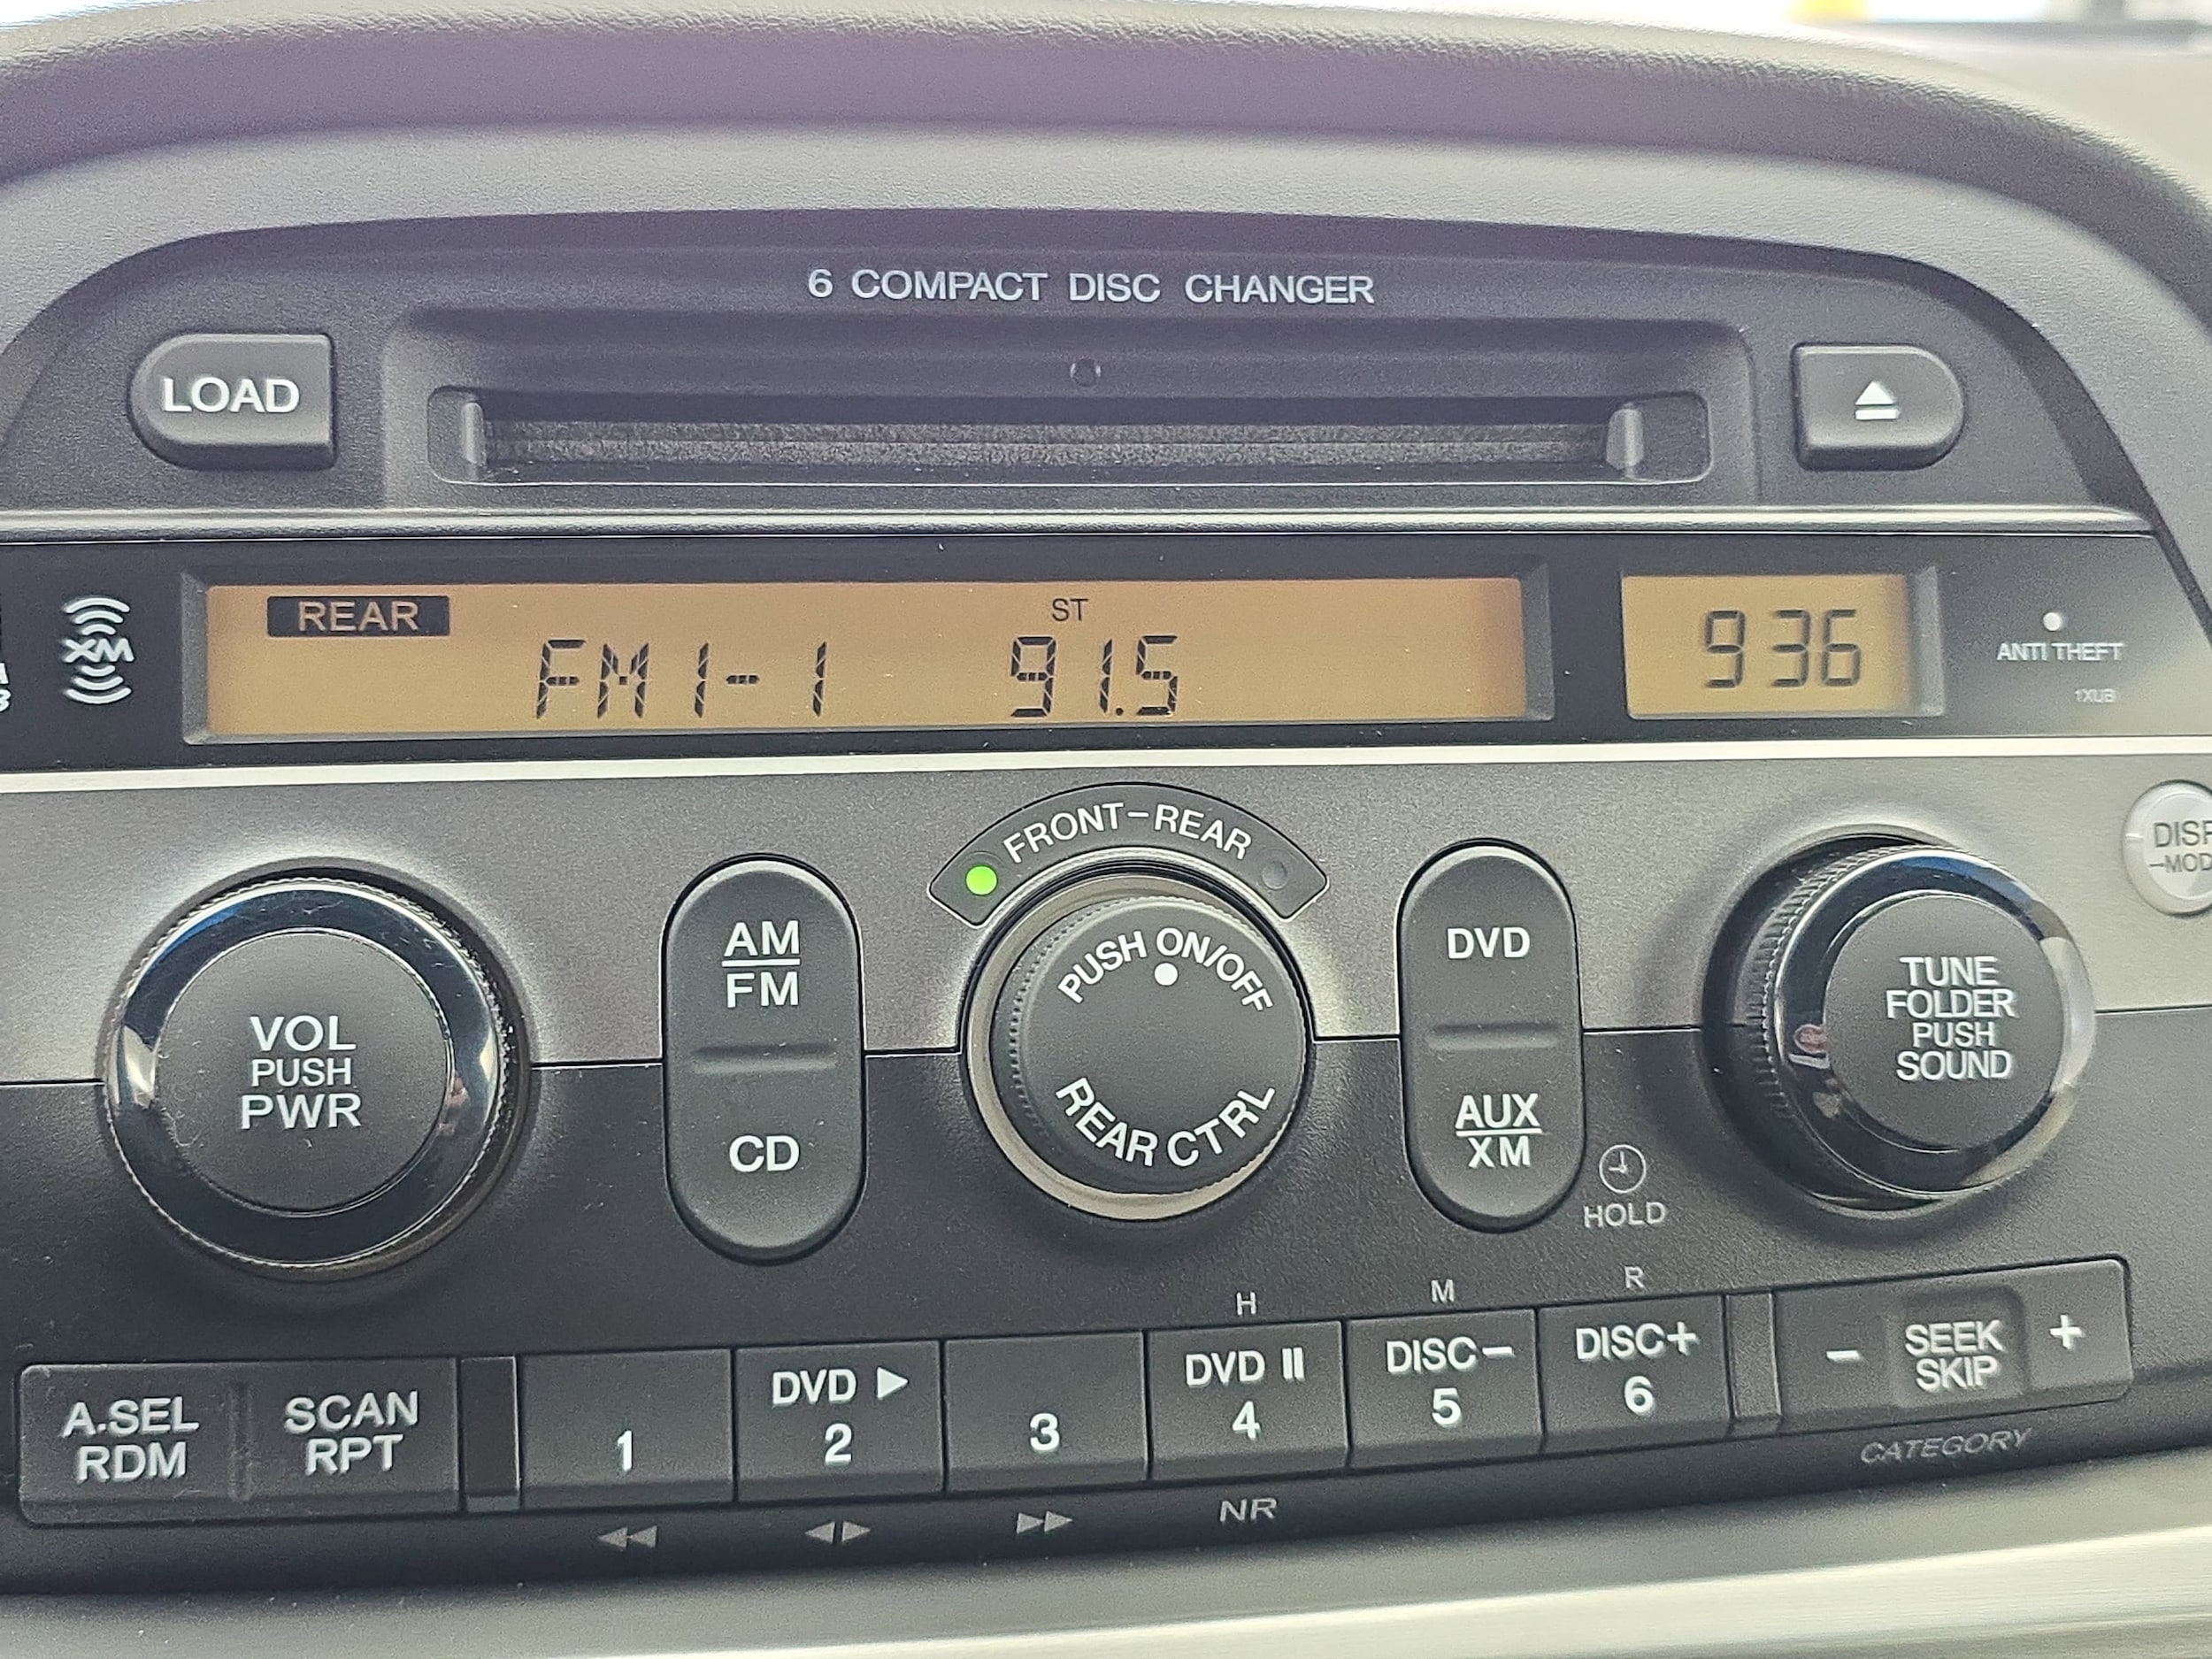 6 COMPACT DISC CHANGER
LOAD
XM
REAR
ST
FM1-1 91.5
936
ANTI THEFT
1XUB
FRONT-REAR
VOL
PUSH
PWR
AM
FM
CD
PUSH ON/OFF
REAR CTRL
DVD
AUX
XM
HOLD
TUNE
FOLDER
PUSH
SOUND
H
M
R
A.SEL
RDM
SCAN
RPT
1
DVD ▶
2
3
DVD II
4
DISC-
5
DISC+
6
- SEEK +
SKIP
NR
CATEGORY